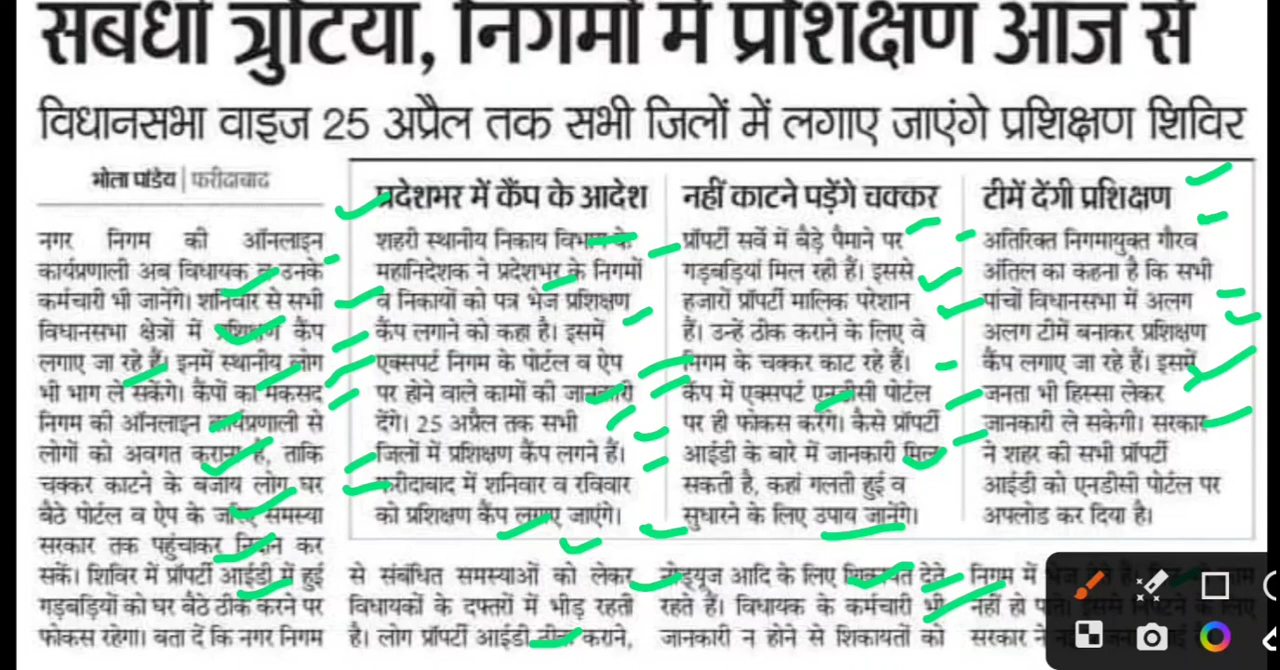 संबंधी त्रुटियां, निगमों में प्रशिक्षण आज से
विधानसभा वाइज 25 अप्रैल तक सभी जिलों में लगाए जाएंगे प्रशिक्षण शिविर
भोला पांडेय | फरीदाबाद
नगर निगम की ऑनलाइन
कार्यप्रणाली अब विधायक व उनके
कर्मचारी भी जानेंगे। शनिवार से सभी
विधानसभा क्षेत्रों में प्रशिक्षण कैंप
लगाए जा रहे हैं। इनमें स्थानीय लोग
भी भाग ले सकेंगे। कैंपों का मकसद
निगम की ऑनलाइन कार्यप्रणाली से
लोगों को अवगत कराना है, ताकि
चक्कर काटने के बजाय लोग घर
बैठे पोर्टल व ऐप के जरिए समस्या
सरकार तक पहुंचाकर निदान कर
सकें। शिविर में प्रॉपर्टी आईडी में हुई
गड़बड़ियों को घर बैठे ठीक करने पर
फोकस रहेगा। बता दें कि नगर निगम
प्रदेशभर में कैंप के आदेश
शहरी स्थानीय निकाय विभाग के
महानिदेशक ने प्रदेशभर के निगमों
व निकायों को पत्र भेज प्रशिक्षण
कैंप लगाने को कहा है। इसमें
एक्सपर्ट निगम के पोर्टल व ऐप
पर होने वाले कामों की जानकारी
देंगे। 25 अप्रैल तक सभी
जिलों में प्रशिक्षण कैंप लगने हैं।
फरीदाबाद में शनिवार व रविवार
को प्रशिक्षण कैंप लगाए जाएंगे।
नहीं काटने पड़ेंगे चक्कर
प्रॉपर्टी सर्वे में बड़े पैमाने पर
गड़बड़ियां मिल रही हैं। इससे
हजारों प्रॉपर्टी मालिक परेशान
हैं। उन्हें ठीक कराने के लिए वे
निगम के चक्कर काट रहे हैं।
कैंप में एक्सपर्ट एनडीसी पोर्टल
पर ही फोकस करेंगे। कैसे प्रॉपर्टी
आईडी के बारे में जानकारी मिल
सकती है, कहां गलती हुई व
सुधारने के लिए उपाय जानेंगे।
टीमें देंगी प्रशिक्षण
अतिरिक्त निगमायुक्त गौरव
अंतिल का कहना है कि सभी
पांचों विधानसभा में अलग
अलग टीमें बनाकर प्रशिक्षण
कैंप लगाए जा रहे हैं। इसमें
जनता भी हिस्सा लेकर
जानकारी ले सकेगी। सरकार
ने शहर की सभी प्रॉपर्टी
आईडी को एनडीसी पोर्टल पर
अपलोड कर दिया है।
से संबंधित समस्याओं को लेकर
विधायकों के दफ्तरों में भीड़ रहती
है। लोग प्रॉपर्टी आईडी ठीक कराने,
नोड्यूज आदि के लिए शिकायत देते
रहते हैं। विधायक के कर्मचारी भी
जानकारी न होने से शिकायतों को
निगम में
नहीं हो
सरकार ने